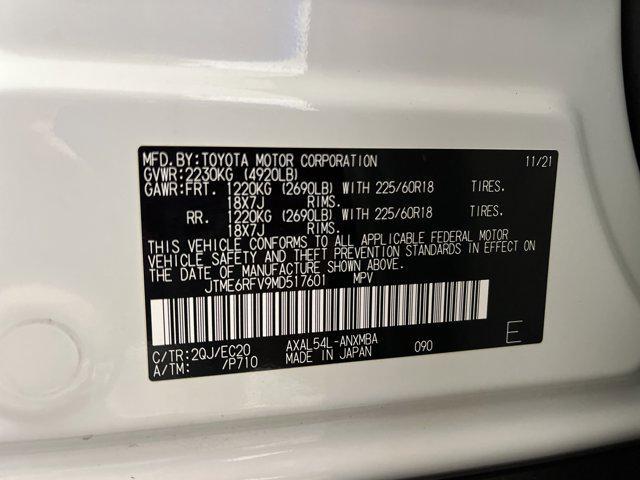 MFD.BY:TOYOTA MOTOR CORPORATION 11/21
GVWR:2230KG (4920LB)
GAWR:FRT. 1220KG (2690LB) WITH 225/60R18 TIRES.
18X7J RIMS.
RR. 1220KG (2690LB) WITH 225/60R18 TIRES.
18X7J RIMS.
THIS VEHICLE CONFORMS TO ALL APPLICABLE FEDERAL MOTOR
VEHICLE SAFETY AND THEFT PREVENTION STANDARDS IN EFFECT ON
THE DATE OF MANUFACTURE SHOWN ABOVE.
JTME6RFV9MD517601 MPV
C/TR:2QJ/EC20 AXAL54L-ANXMBA 090 E
A/TM: /P710 MADE IN JAPAN